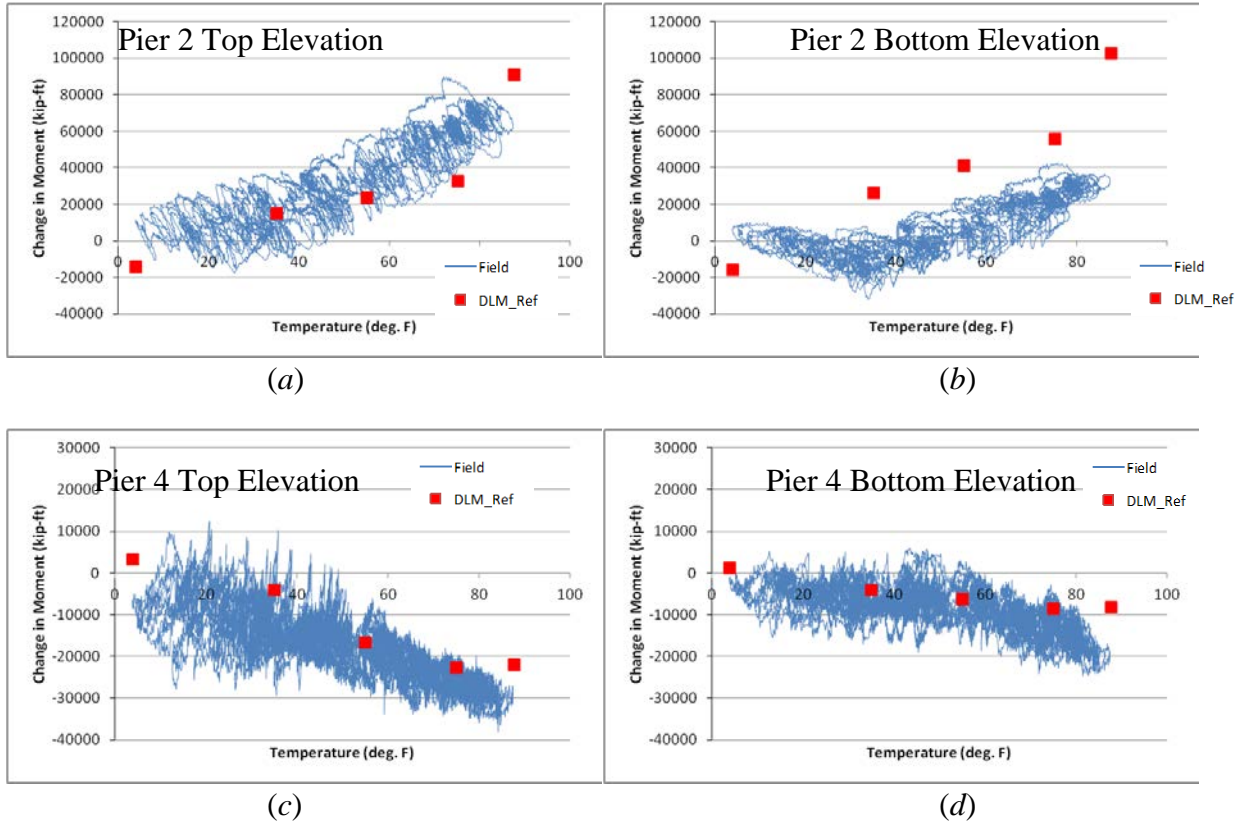 Pier 2 Top Elevation
120000
100000
80000
60000
40000
20000
0
-20000
-40000
Change in Moment (kip-ft)
0 20 40 60 80 100
Temperature (deg. F)
Field
DLM_Ref
(a)
Pier 2 Bottom Elevation
120000
100000
80000
60000
40000
20000
0
-20000
-40000
Change in Moment (kip-ft)
0 20 40 60 80 100
Temperature (deg. F)
Field
DLM_Ref
(b)
Pier 4 Top Elevation
30000
20000
10000
0
-10000
-20000
-30000
-40000
Change in Moment (kip-ft)
0 20 40 60 80 100
Temperature (deg. F)
Field
DLM_Ref
(c)
Pier 4 Bottom Elevation
30000
20000
10000
0
-10000
-20000
-30000
-40000
Change in Moment (kip-ft)
0 20 40 60 80 100
Temperature (deg. F)
Field
DLM_Ref
(d)